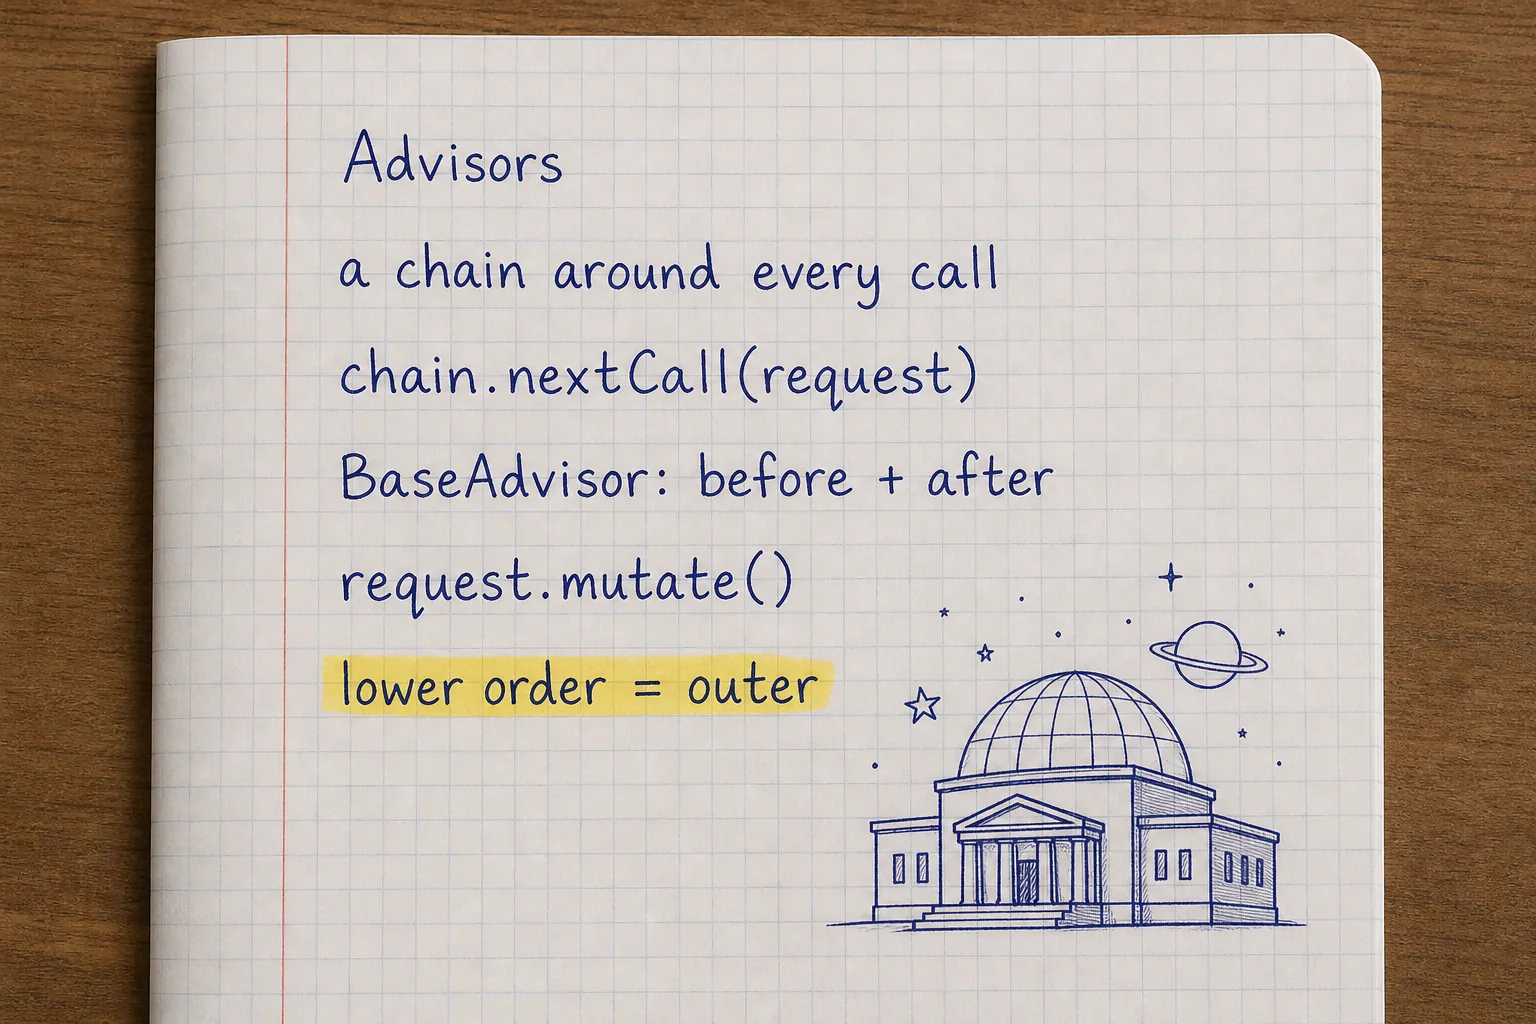 Advisors
a chain around every call
chain.nextCall(request)
BaseAdvisor: before + after
request.mutate()
lower order = outer